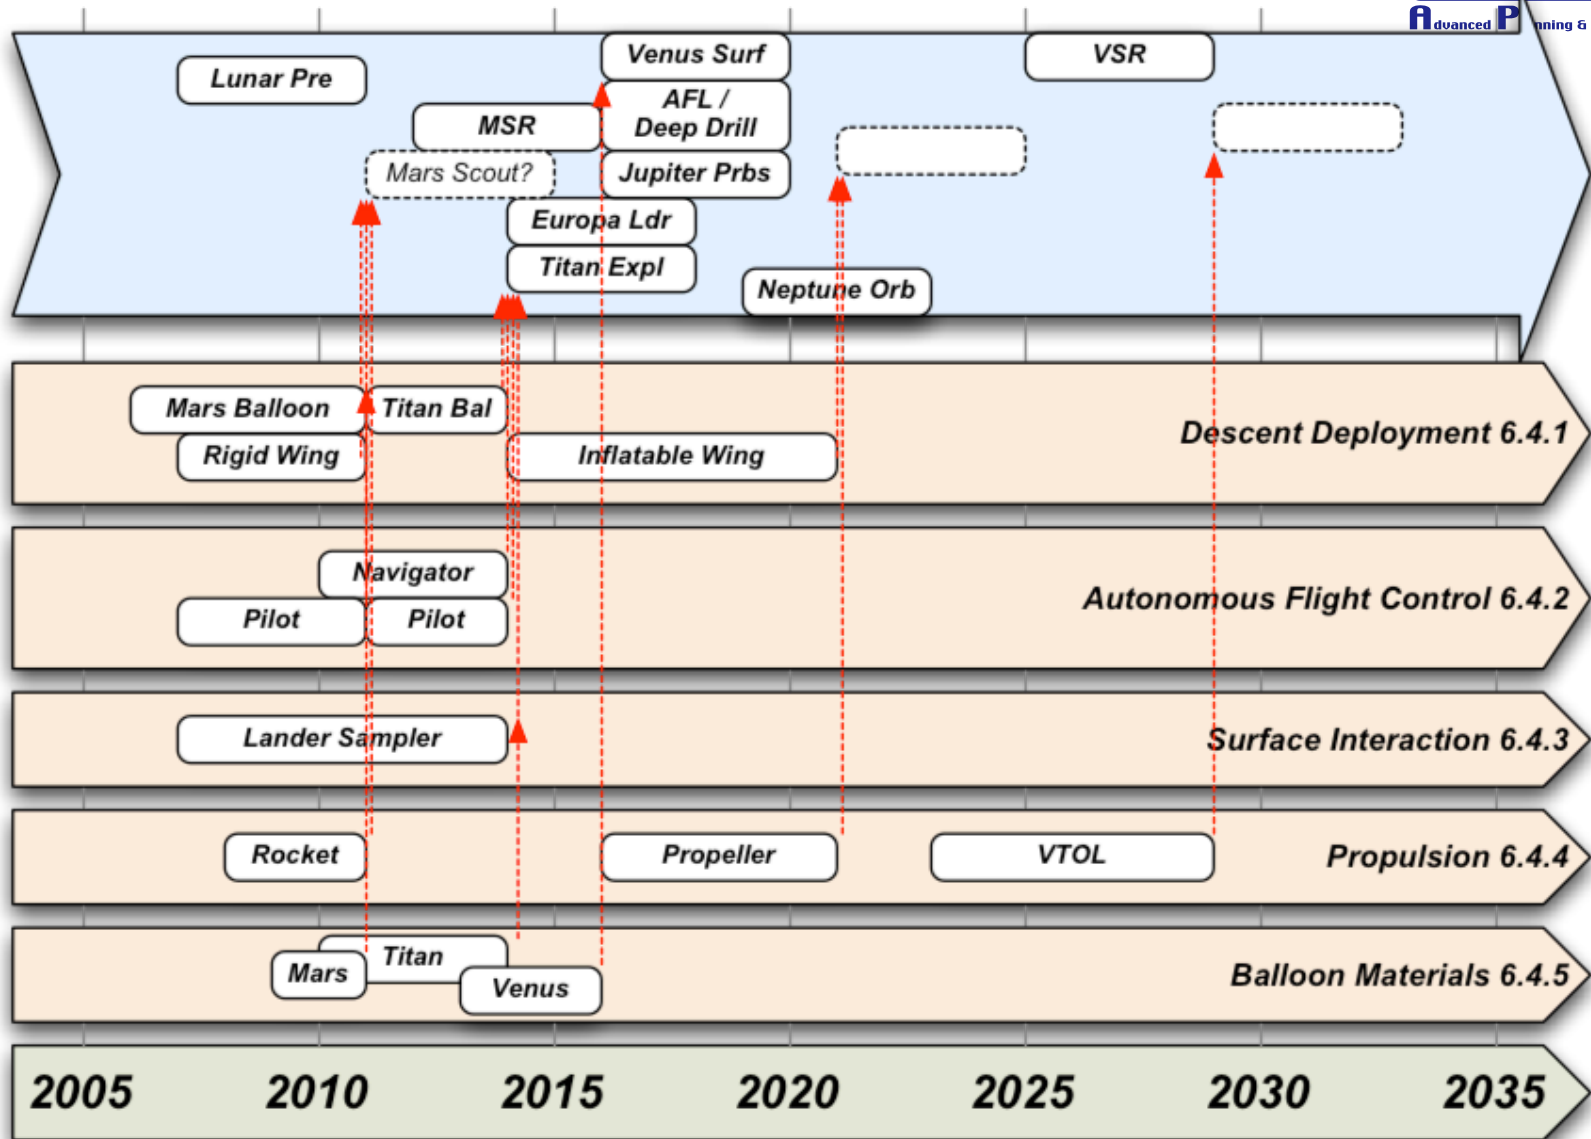 Advanced P nning &
Venus Surf
VSR
Lunar Pre
AFL /
Deep Drill
MSR
Mars Scout?
Jupiter Prbs
Europa Ldr
Titan Expl
Neptune Orb
Mars Balloon
Titan Bal
Descent Deployment 6.4.1
Rigid Wing
Inflatable Wing
Navigator
Autonomous Flight Control 6.4.2
Pilot
Pilot
Lander Sampler
Surface Interaction 6.4.3
Rocket
Propeller
VTOL
Propulsion 6.4.4
Titan
Mars
Venus
Balloon Materials 6.4.5
2005
2010
2015
2020
2025
2030
2035